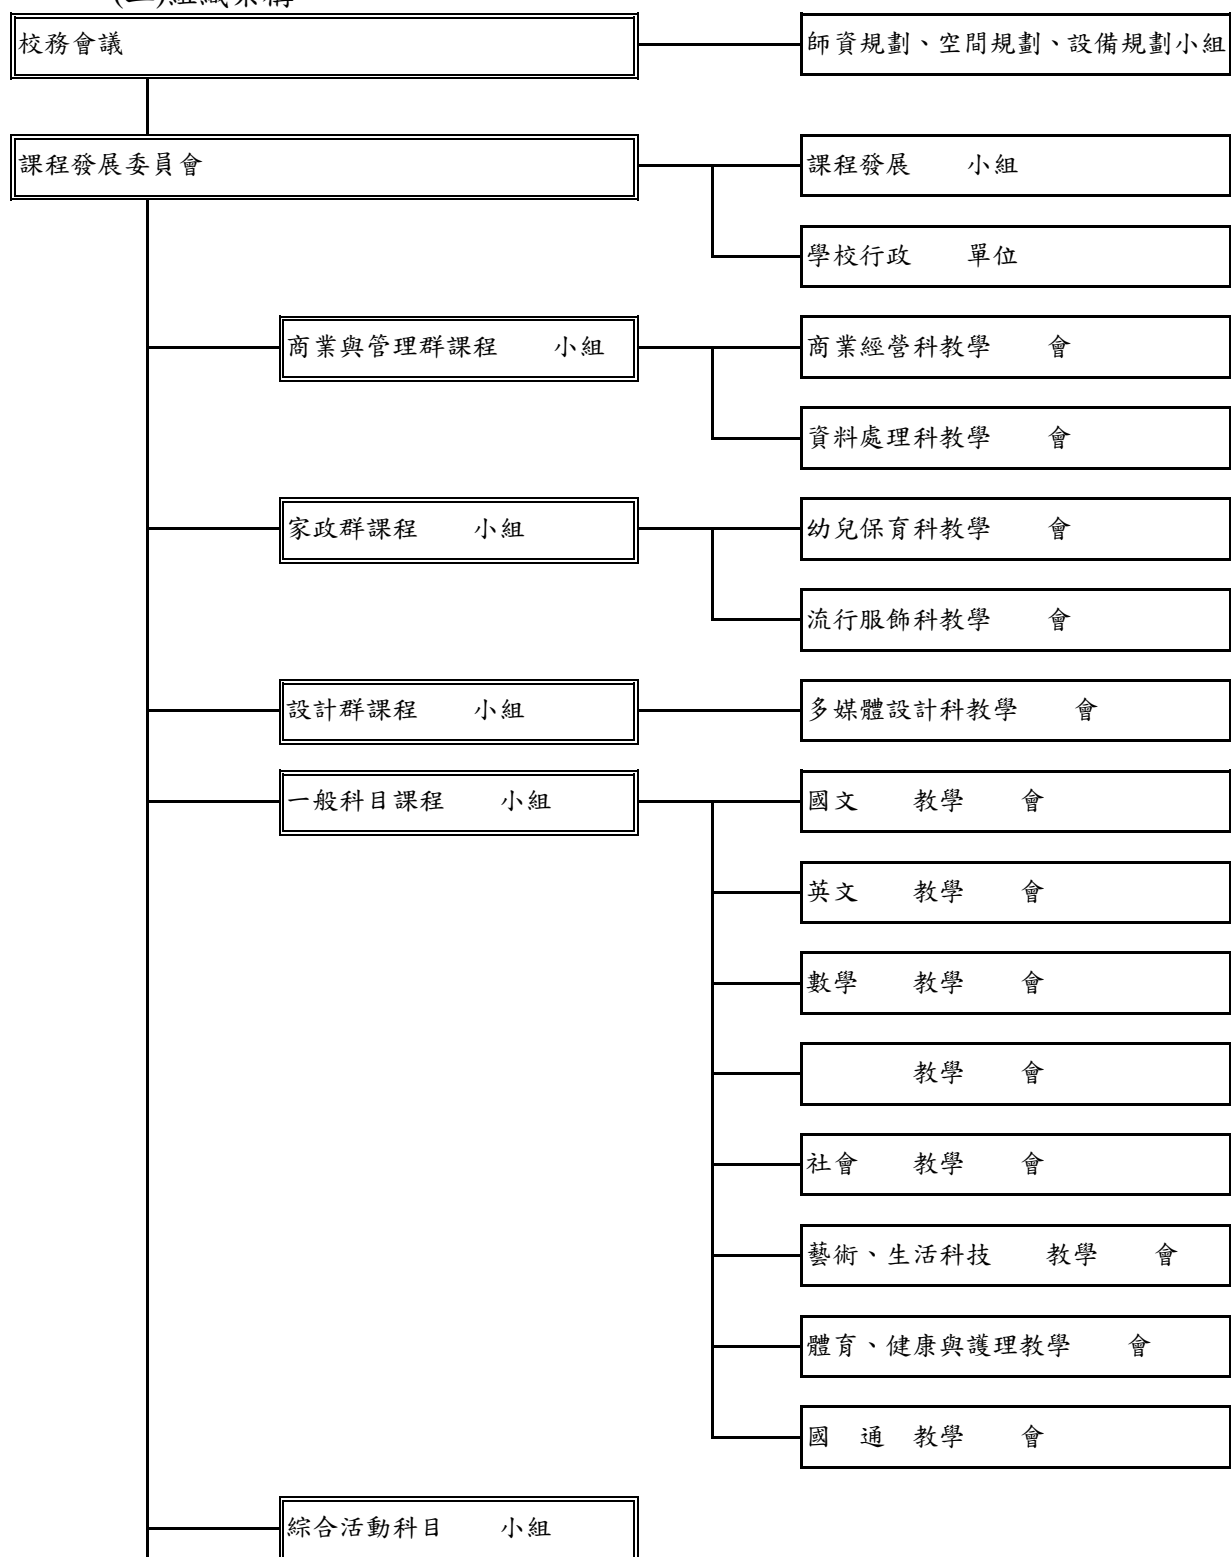 組織架構
校務會議 師資規劃、空間規劃、設備規劃小組
課程發展委員會 課程發展 小組
學校行政 單位
商業與管理群課程 小組 商業經營科教學 會
資料處理科教學 會
家政群課程 小組 幼兒保育科教學 會
流行服飾科教學 會
設計群課程 小組 多媒體設計科教學 會
一般科目課程 小組 國文 教學 會
英文 教學 會
數學 教學 會
教學 會
社會 教學 會
藝術、生活科技 教學 會
體育、健康與護理教學 會
國 通 教學 會
綜合活動科目 小組